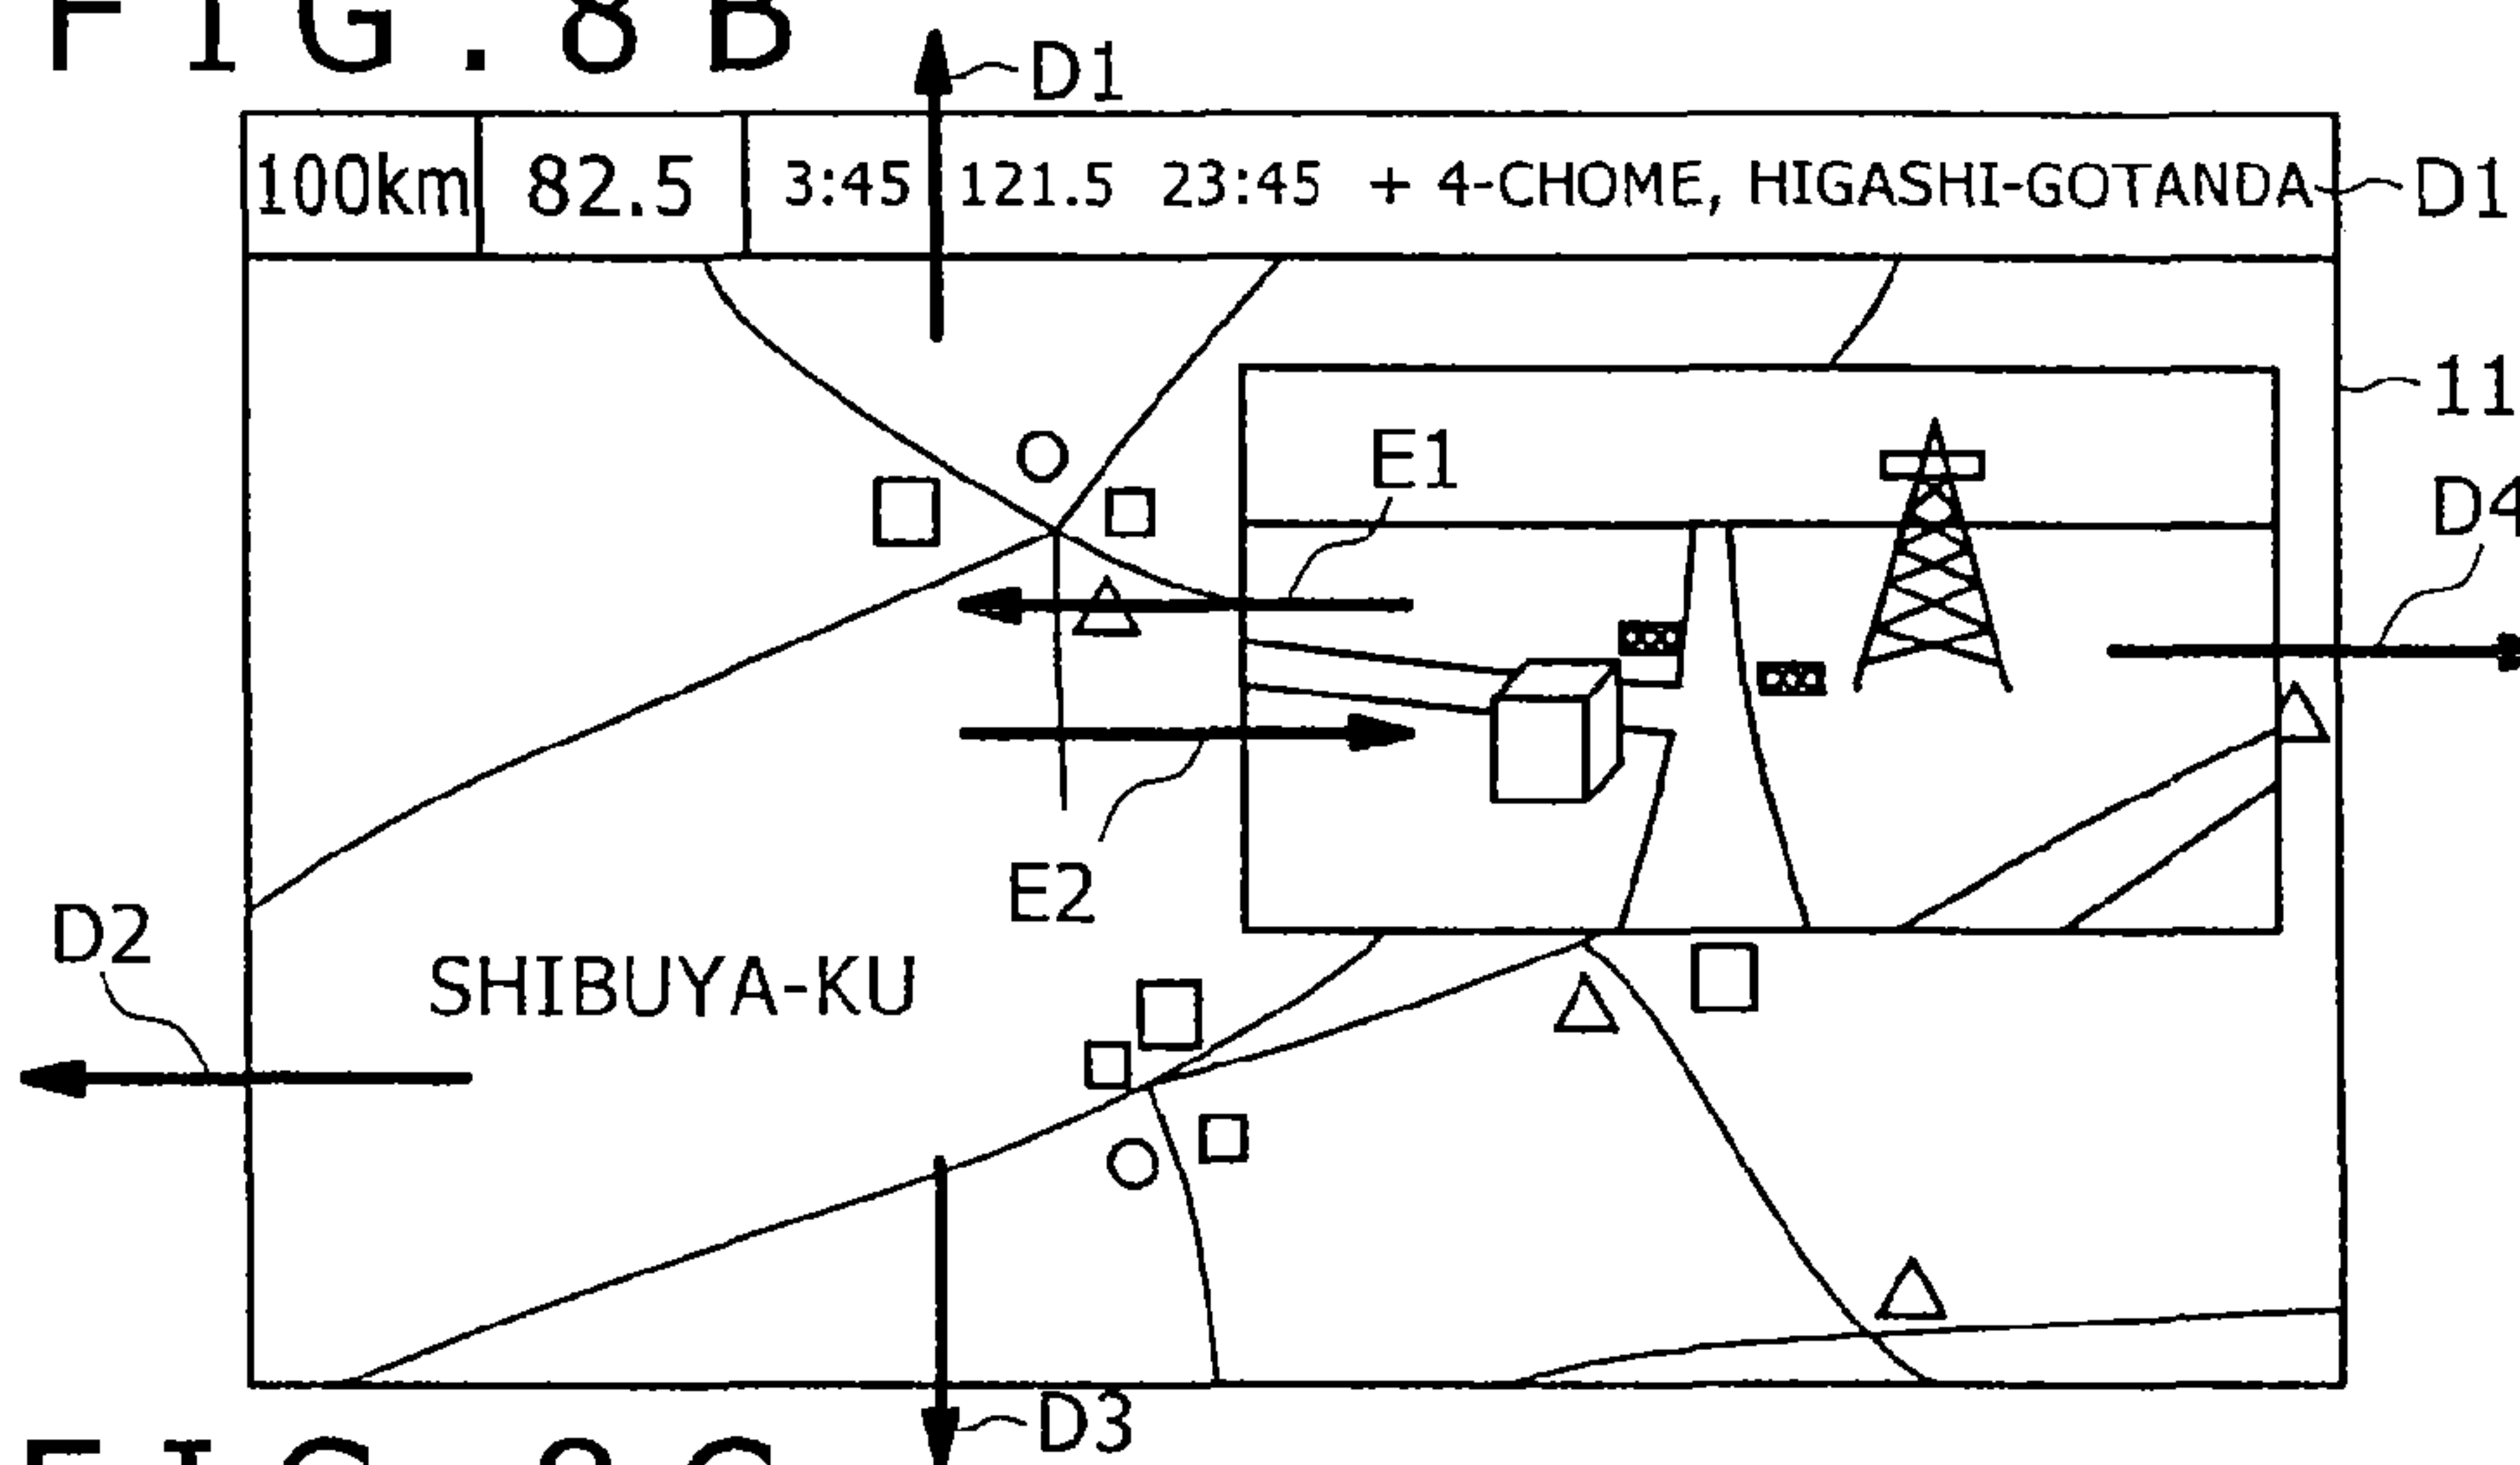 FIG.8B
D1
100km 82.5 3:45 121.5 23:45 + 4-CHOME, HIGASHI-GOTANDA D1
11
E1
D4
E2
D2
SHIBUYA-KU
D3